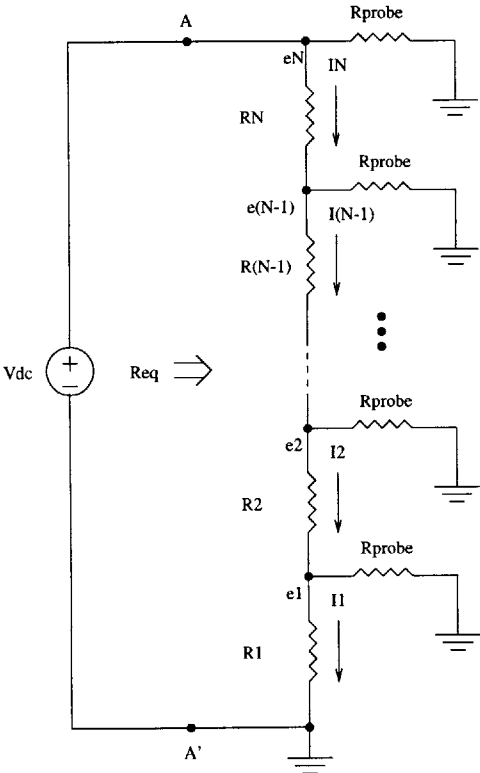 A
Rprobe
eN
IN
RN
Rprobe
e(N-1)
I(N-1)
R(N-1)
+
Vdc
Req
−
Rprobe
e2
I2
R2
Rprobe
e1
I1
R1
A'